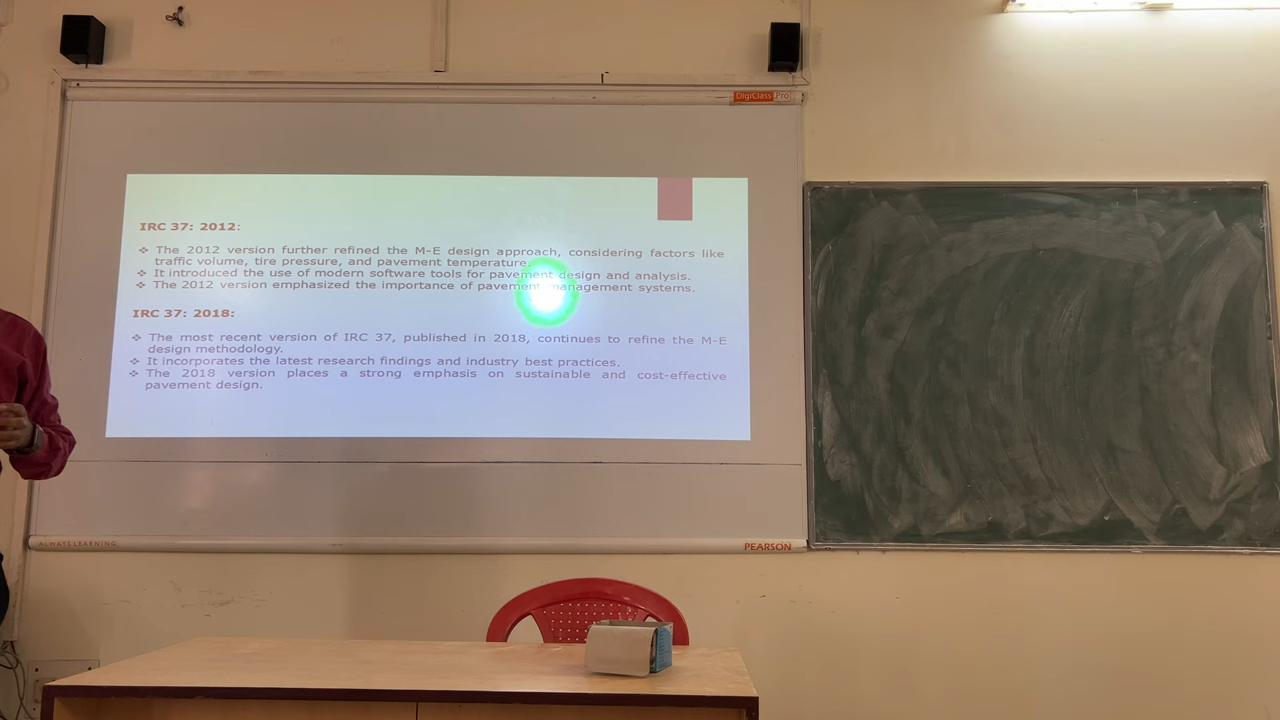 DigiClass Pro
IRC 37: 2012:
❖ The 2012 version further refined the M-E design approach, considering factors like
traffic volume, tire pressure, and pavement temperature.
❖ It introduced the use of modern software tools for pavement design and analysis.
❖ The 2012 version emphasized the importance of pavement management systems.
IRC 37: 2018:
❖ The most recent version of IRC 37, published in 2018, continues to refine the M-E
design methodology.
❖ It incorporates the latest research findings and industry best practices.
❖ The 2018 version places a strong emphasis on sustainable and cost-effective
pavement design.
ALWAYS LEARNING
PEARSON